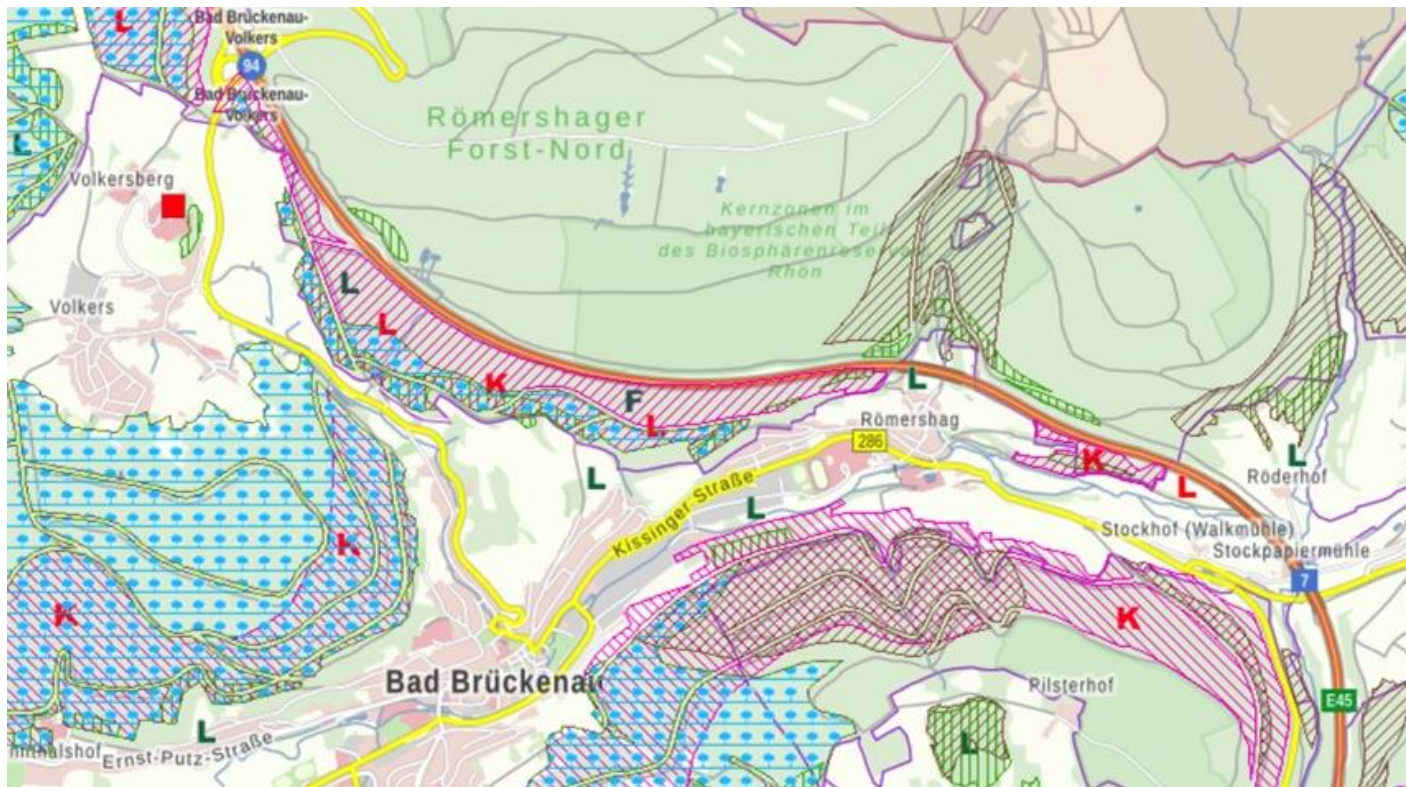 L
Bad Brückenau-
Volkers
94
Bad Brückenau-
Volkers
Römershager
Forst-Nord
L
Volkersberg
Kernzonen im
bayerischen Teil
des Biosphärenreserv
Rhön
L
Volkers
L
K
F
L
L
Römershag
286
K
L
Röderhof
L
L
L
Kissinger-Straße
Stockhof (Walkmühle)
Stockpapiermühle
7
K
K
K
Bad Brückenau
Pilsterhof
E45
L
L
Ernst-Putz-Straße